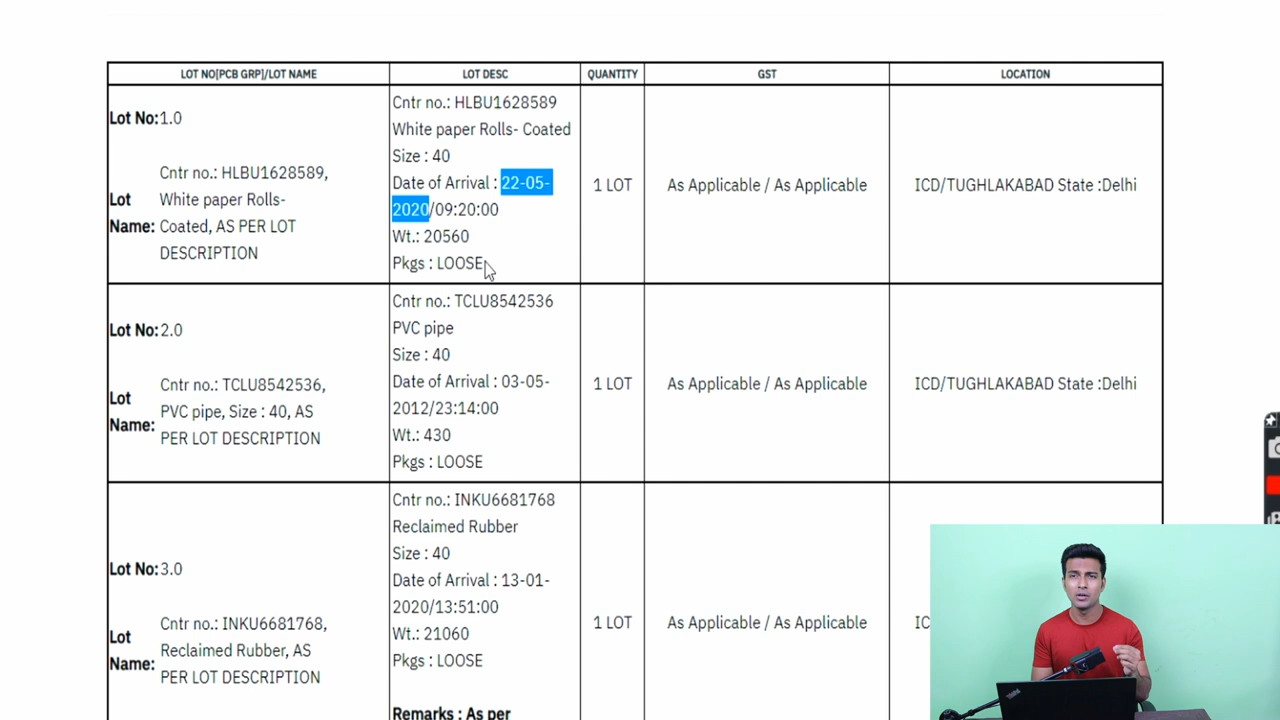 LOT NO[PCB GRP]/LOT NAME
LOT DESC
QUANTITY
GST
LOCATION
Lot No: 1.0
Lot Name:
Cntr no.: HLBU1628589,
White paper Rolls-
Coated, AS PER LOT
DESCRIPTION
Cntr no.: HLBU1628589
White paper Rolls- Coated
Size : 40
Date of Arrival : 22-05-
2020/09:20:00
Wt.: 20560
Pkgs : LOOSE
1 LOT
As Applicable / As Applicable
ICD/TUGHLAKABAD State :Delhi
Lot No: 2.0
Lot Name:
Cntr no.: TCLU8542536,
PVC pipe, Size : 40, AS
PER LOT DESCRIPTION
Cntr no.: TCLU8542536
PVC pipe
Size : 40
Date of Arrival : 03-05-
2012/23:14:00
Wt.: 430
Pkgs : LOOSE
1 LOT
As Applicable / As Applicable
ICD/TUGHLAKABAD State :Delhi
Lot No: 3.0
Lot Name:
Cntr no.: INKU6681768,
Reclaimed Rubber, AS
PER LOT DESCRIPTION
Cntr no.: INKU6681768
Reclaimed Rubber
Size : 40
Date of Arrival : 13-01-
2020/13:51:00
Wt.: 21060
Pkgs : LOOSE
Remarks : As per
1 LOT
As Applicable / As Applicable